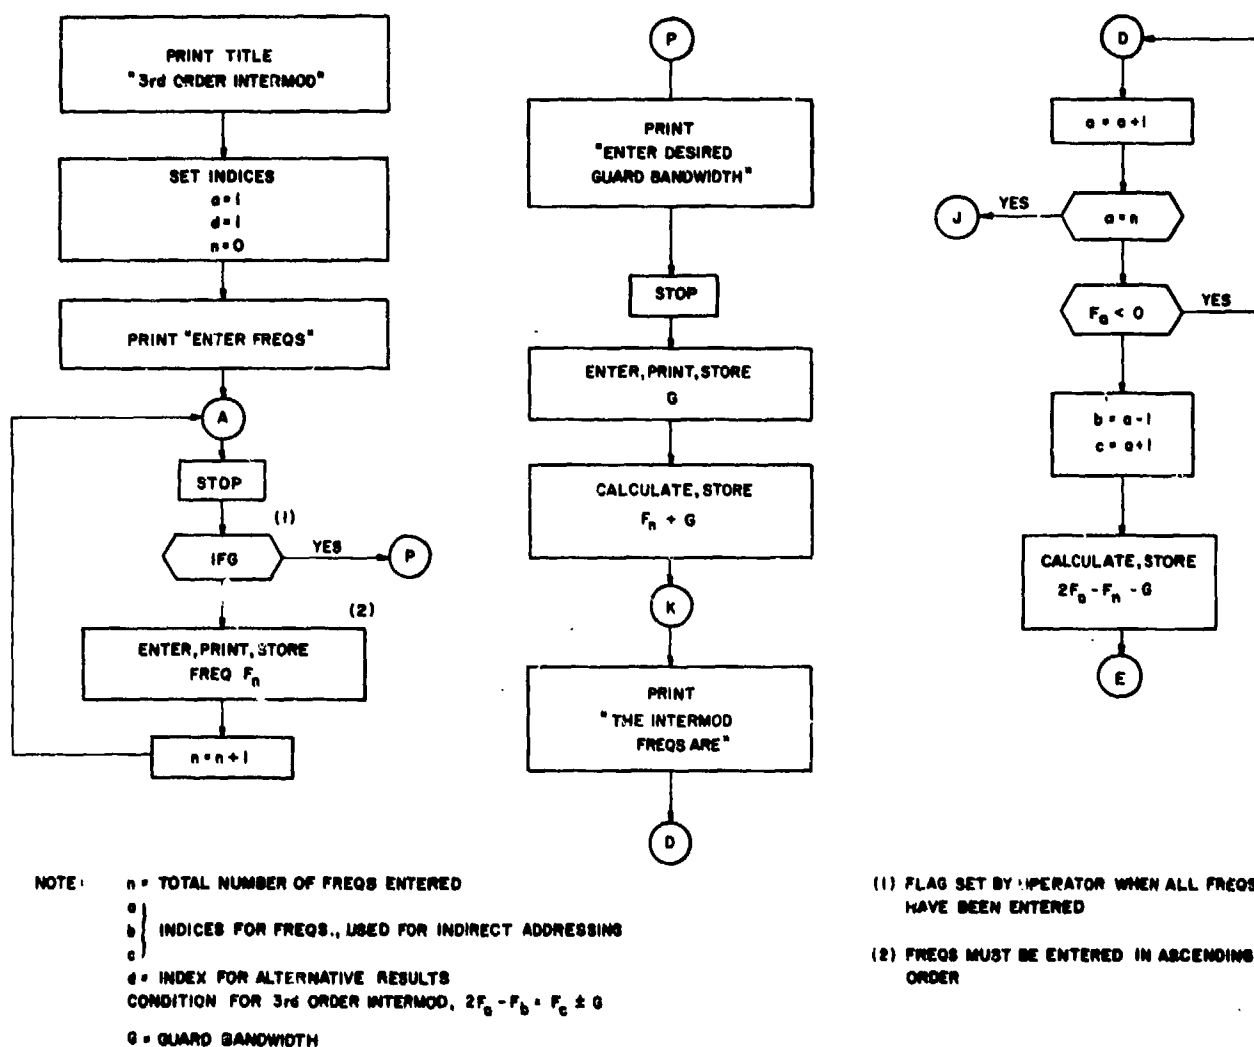 PRINT TITLE
"3rd ORDER INTERMOD"
SET INDICES
a=1
d=1
n=0
PRINT "ENTER FREQS"
A
STOP
(1)
IFG
YES
P
(2)
ENTER, PRINT, STORE
FREQ Fn
n = n + 1
P
PRINT
"ENTER DESIRED
GUARD BANDWIDTH"
STOP
ENTER, PRINT, STORE
G
CALCULATE, STORE
Fn + G
K
PRINT
"THE INTERMOD
FREQS ARE"
D
D
a = a+1
a = n
YES
J
Fa < 0
YES
b = a-1
c = a+1
CALCULATE, STORE
2Fa - Fn - G
E
NOTE: n = TOTAL NUMBER OF FREQS ENTERED
a
b INDICES FOR FREQS., USED FOR INDIRECT ADDRESSING
c
d = INDEX FOR ALTERNATIVE RESULTS
CONDITION FOR 3rd ORDER INTERMOD, 2Fa - Fb = Fc ± G
G = GUARD BANDWIDTH
(1) FLAG SET BY OPERATOR WHEN ALL FREQS
HAVE BEEN ENTERED
(2) FREQS MUST BE ENTERED IN ASCENDING
ORDER